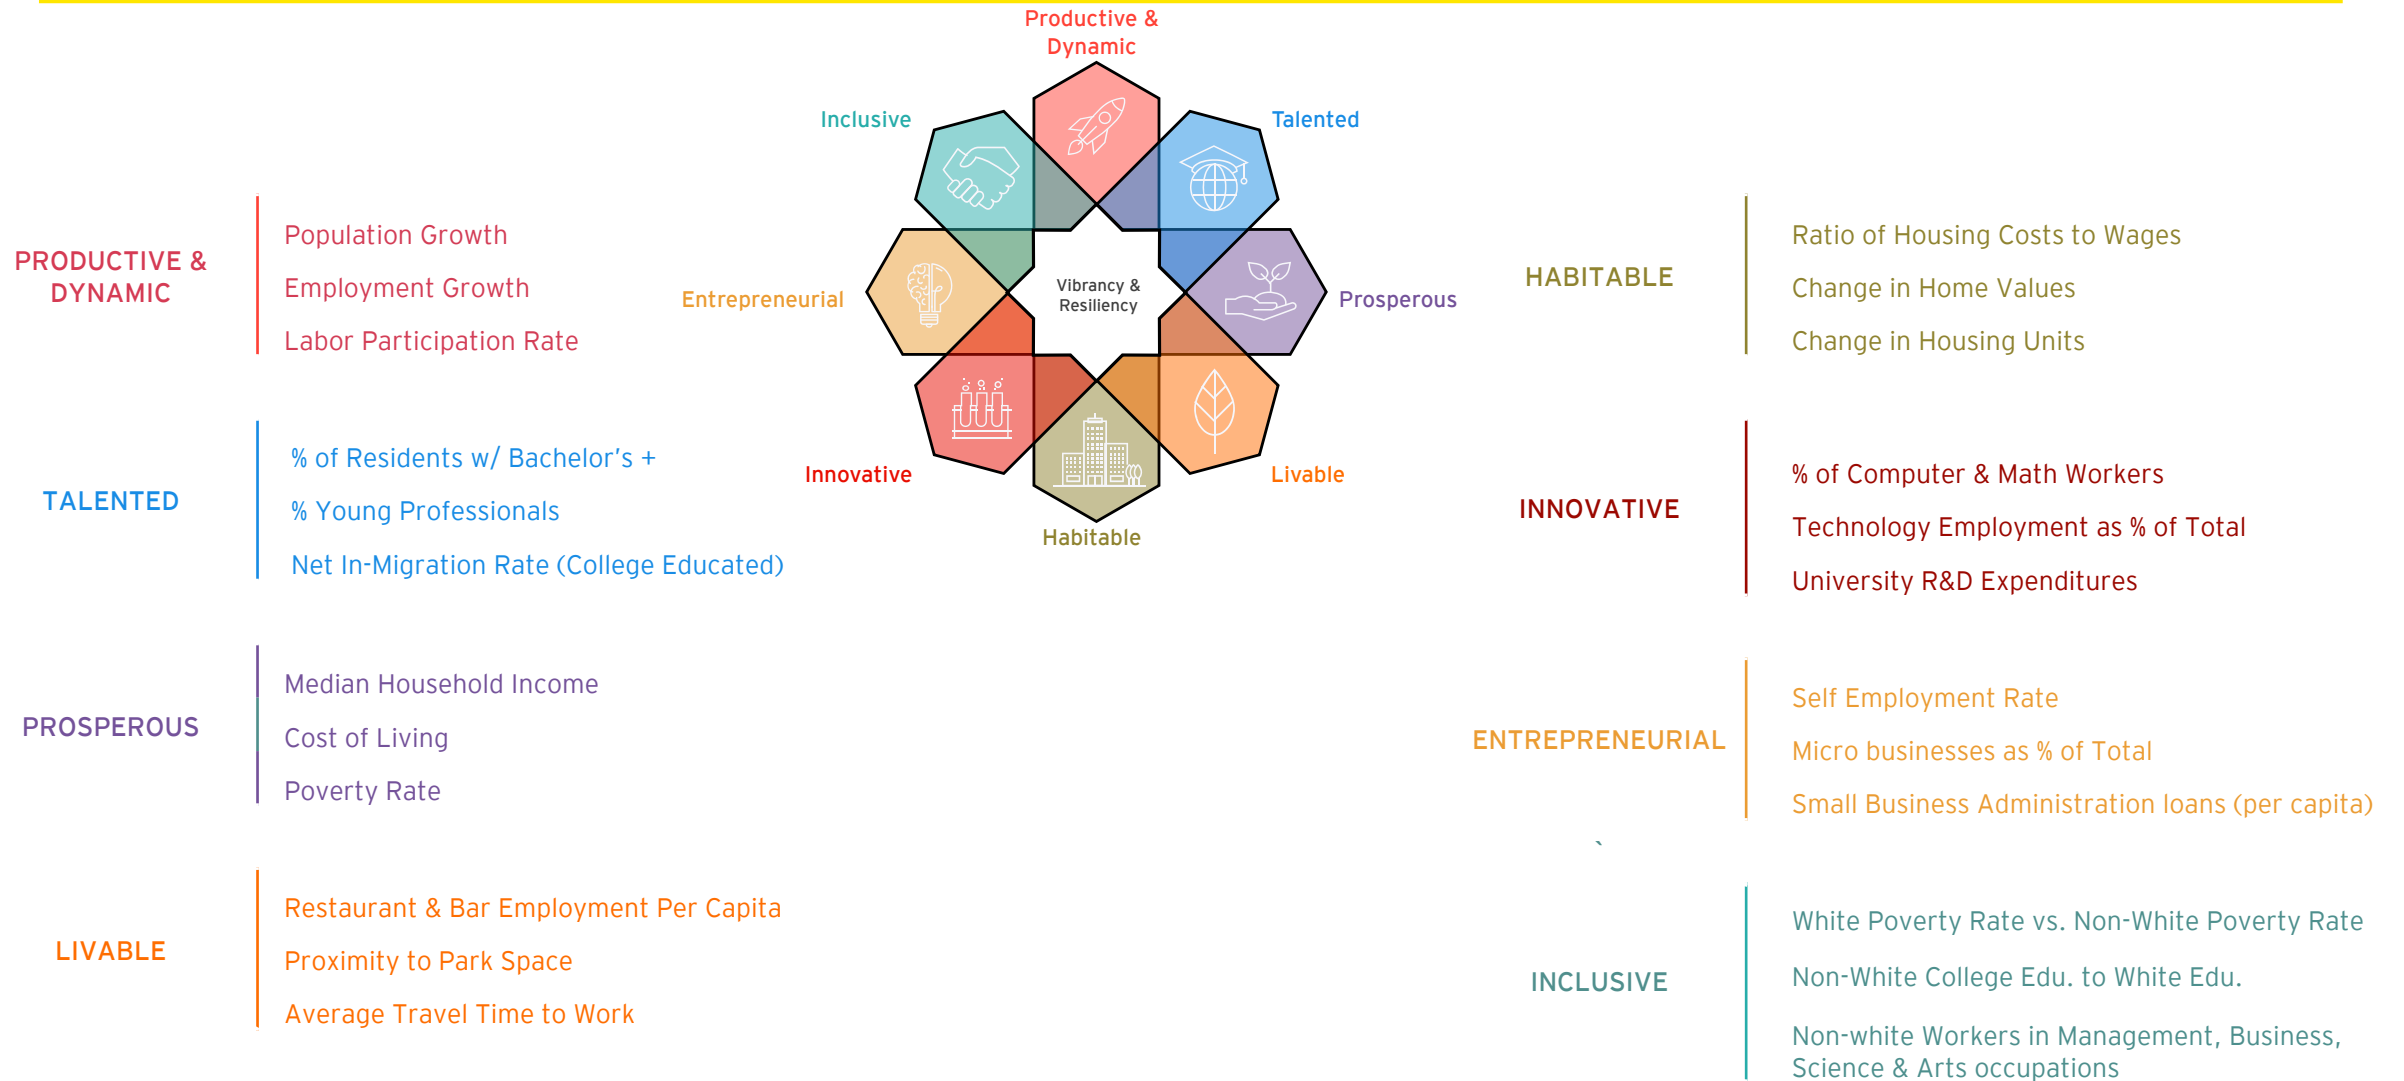 Productive &
Dynamic
Inclusive
Talented
Entrepreneurial
Vibrancy &
Resiliency
Prosperous
Innovative
Livable
Habitable
PRODUCTIVE &
DYNAMIC
Population Growth
Employment Growth
Labor Participation Rate
TALENTED
% of Residents w/ Bachelor's +
% Young Professionals
Net In-Migration Rate (College Educated)
PROSPEROUS
Median Household Income
Cost of Living
Poverty Rate
LIVABLE
Restaurant & Bar Employment Per Capita
Proximity to Park Space
Average Travel Time to Work
HABITABLE
Ratio of Housing Costs to Wages
Change in Home Values
Change in Housing Units
INNOVATIVE
% of Computer & Math Workers
Technology Employment as % of Total
University R&D Expenditures
ENTREPRENEURIAL
Self Employment Rate
Micro businesses as % of Total
Small Business Administration loans (per capita)
`
INCLUSIVE
White Poverty Rate vs. Non-White Poverty Rate
Non-White College Edu. to White Edu.
Non-white Workers in Management, Business,
Science & Arts occupations